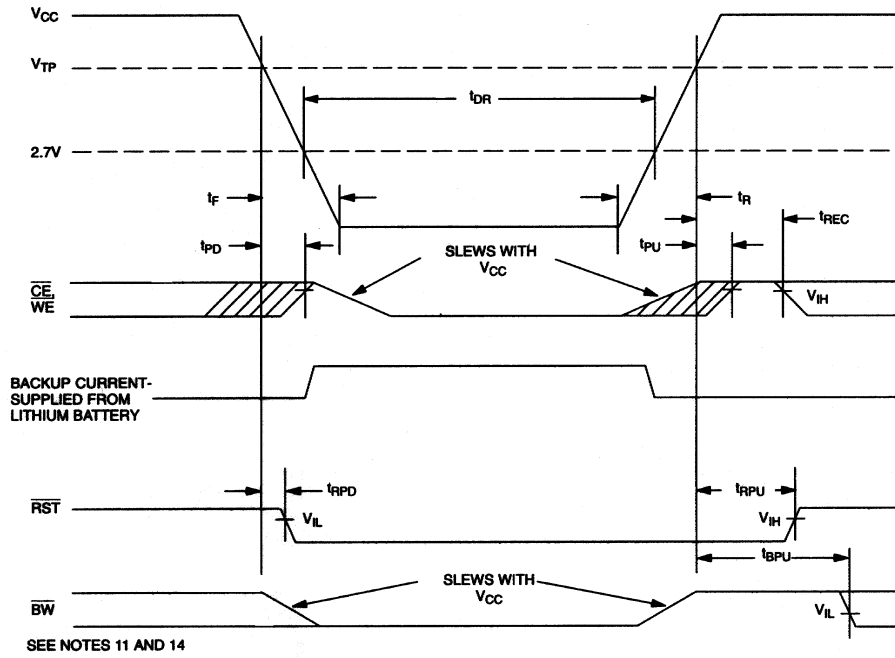 VCC
VTP
tDR
2.7V
tF
tR
tREC
tPD
tPU
SLEWS WITH
VCC
CE,
WE
VIH
BACKUP CURRENT-
SUPPLIED FROM
LITHIUM BATTERY
tRPD
tRPU
RST
VIL
VIH
tBPU
SLEWS WITH
VCC
BW
VIL
SEE NOTES 11 AND 14